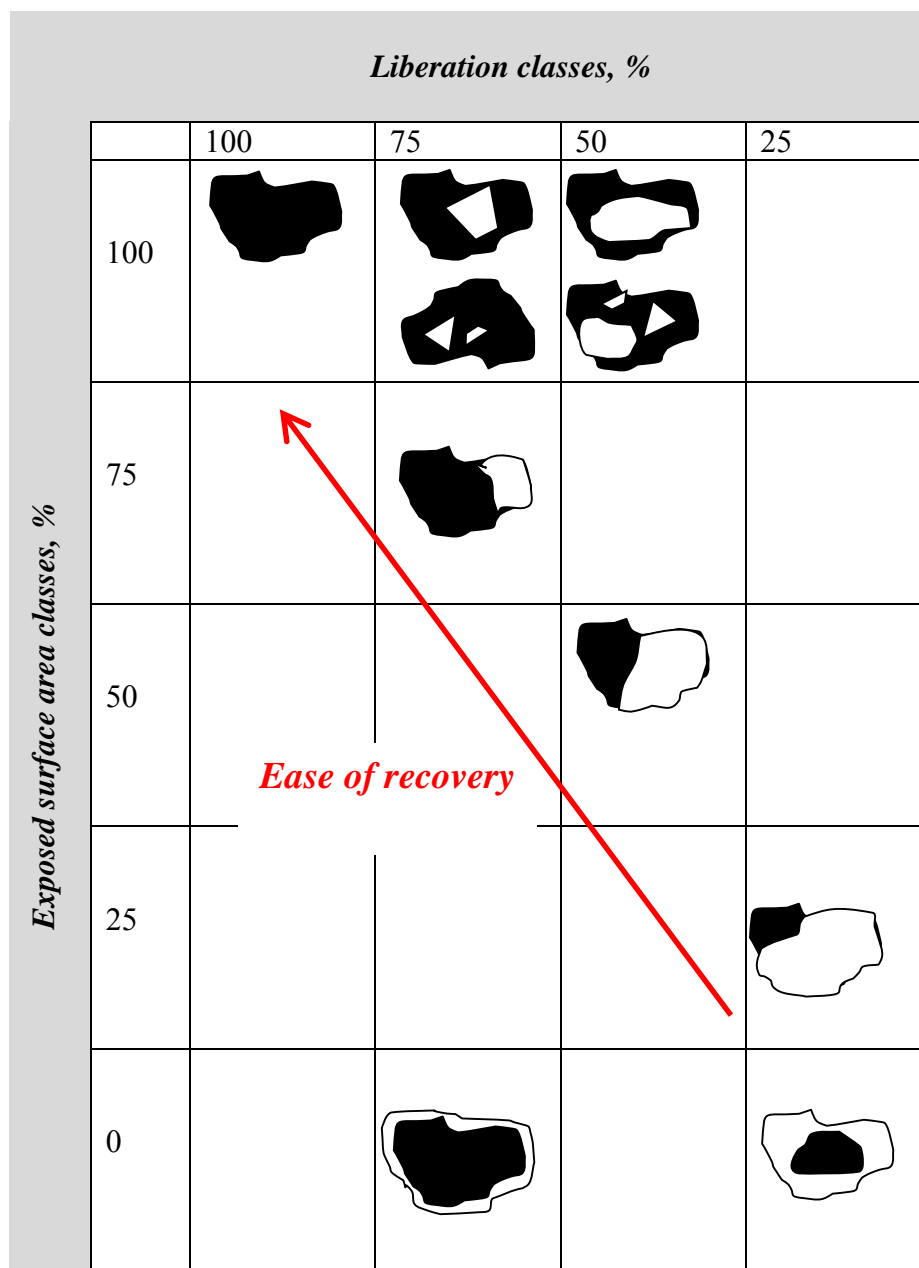 Liberation classes, %
100 75 50 25
Exposed surface area classes, %
100
75
50
Ease of recovery
25
0